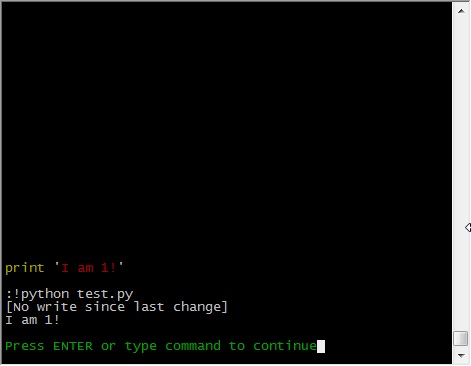 print 'I am 1!'
:!python test.py
[No write since last change]
I am 1!
Press ENTER or type command to continue